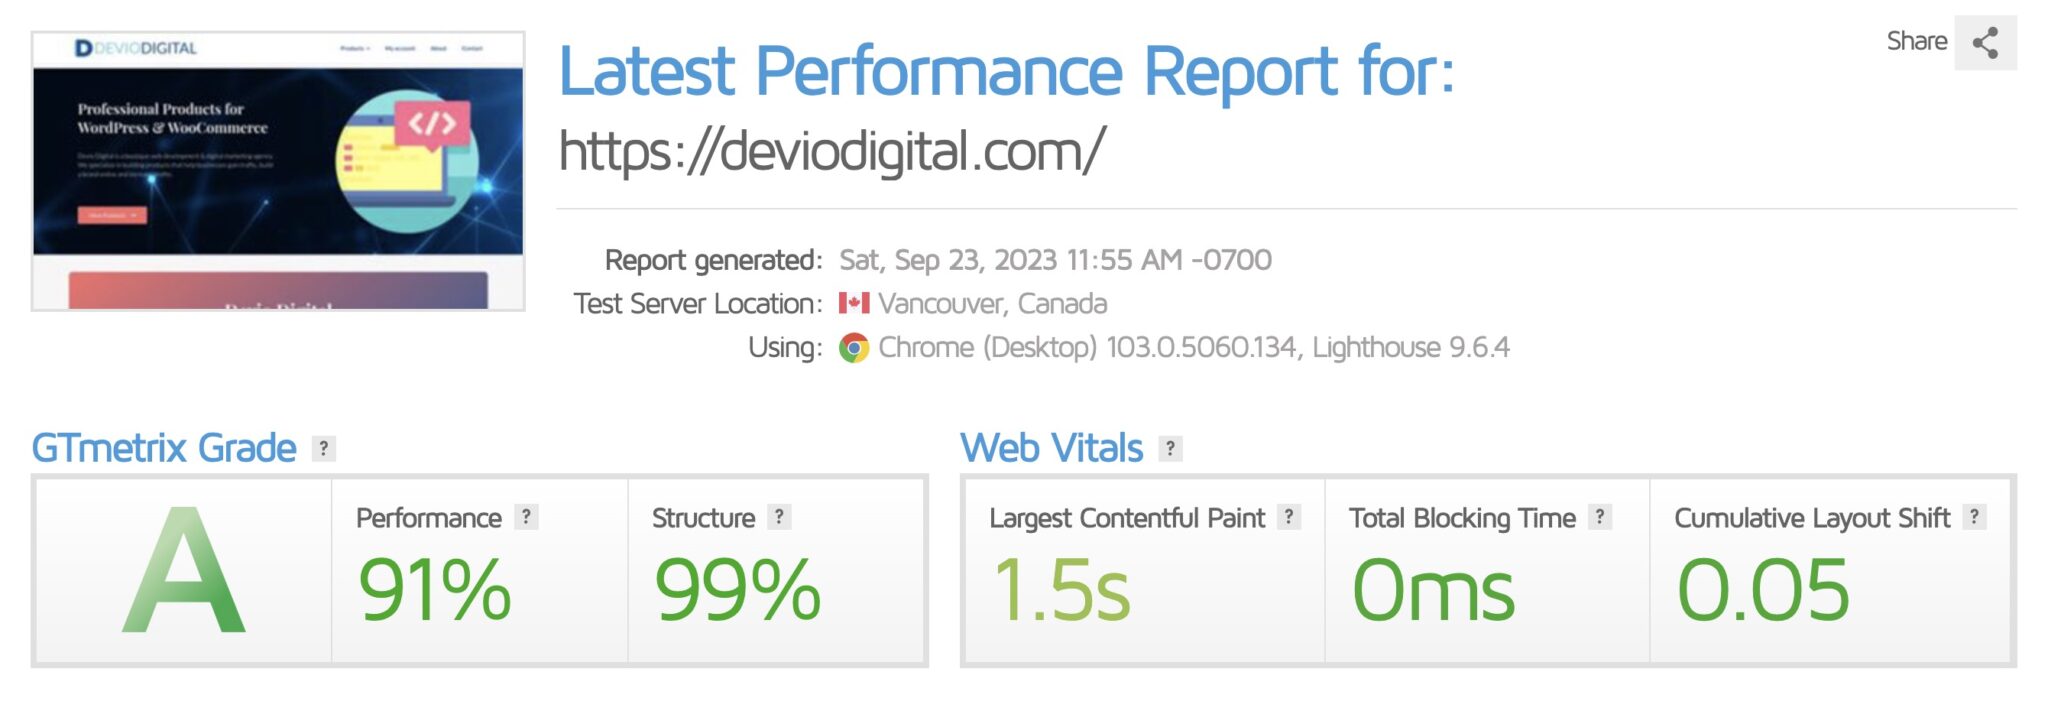 DEVIODIGITAL
Products My account About Contact
Professional Products for
WordPress & WooCommerce
</>
Devio Digital
Share
Latest Performance Report for:
https://deviodigital.com/
Report generated: Sat, Sep 23, 2023 11:55 AM -0700
Test Server Location: Vancouver, Canada
Using: Chrome (Desktop) 103.0.5060.134, Lighthouse 9.6.4
GTmetrix Grade ?
A
Performance ?
91%
Structure ?
99%
Web Vitals ?
Largest Contentful Paint ?
1.5s
Total Blocking Time ?
0ms
Cumulative Layout Shift ?
0.05